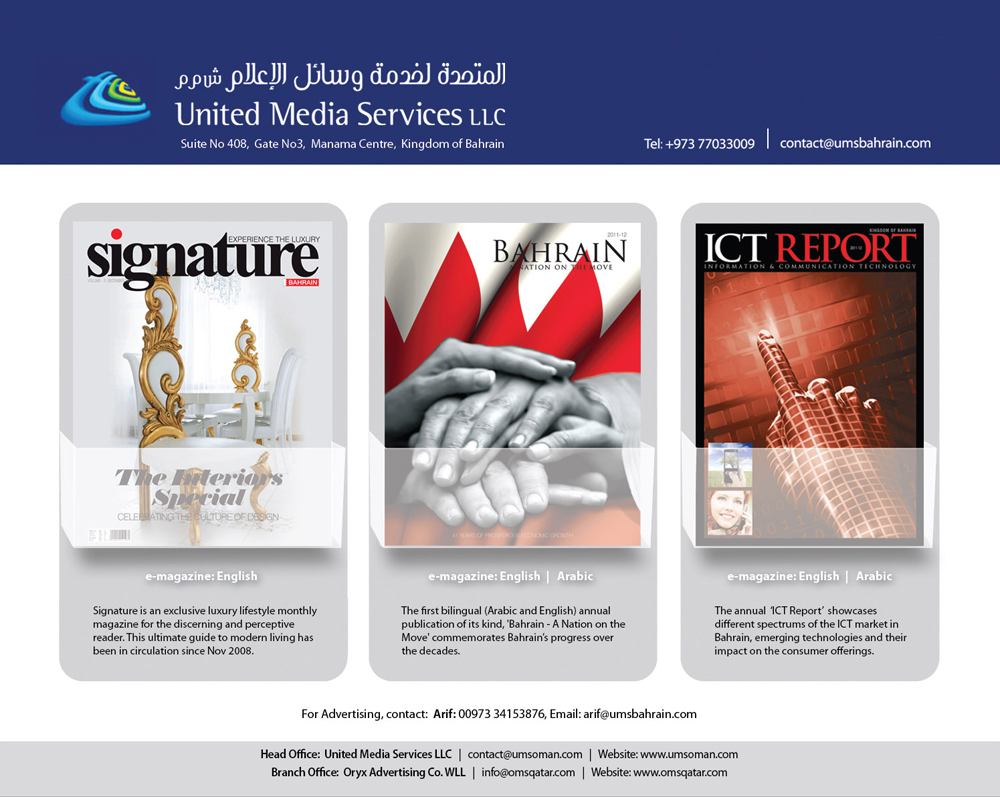 المتحدة لخدمة وسائل الإعلام ش م م
United Media Services LLC
Suite No 408, Gate No3, Manama Centre, Kingdom of Bahrain
Tel: +973 77033009 | contact@umsbahrain.com
EXPERIENCE THE LUXURY
signature
BAHRAIN
The Interiors
Special
CELEBRATING THE CULTURE OF DESIGN
e-magazine: English
Signature is an exclusive luxury lifestyle monthly
magazine for the discerning and perceptive
reader. This ultimate guide to modern living has
been in circulation since Nov 2008.
2011-12
BAHRAIN
A NATION ON THE MOVE
e-magazine: English | Arabic
The first bilingual (Arabic and English) annual
publication of its kind, 'Bahrain - A Nation on the
Move' commemorates Bahrain's progress over
the decades.
KINGDOM OF BAHRAIN
ICT REPORT
2011-12
INFORMATION & COMMUNICATION TECHNOLOGY
e-magazine: English | Arabic
The annual 'ICT Report' showcases
different spectrums of the ICT market in
Bahrain, emerging technologies and their
impact on the consumer offerings.
For Advertising, contact: Arif: 00973 34153876, Email: arif@umsbahrain.com
Head Office: United Media Services LLC | contact@umsoman.com | Website: www.umsoman.com
Branch Office: Oryx Advertising Co. WLL | info@omsqatar.com | Website: www.omsqatar.com